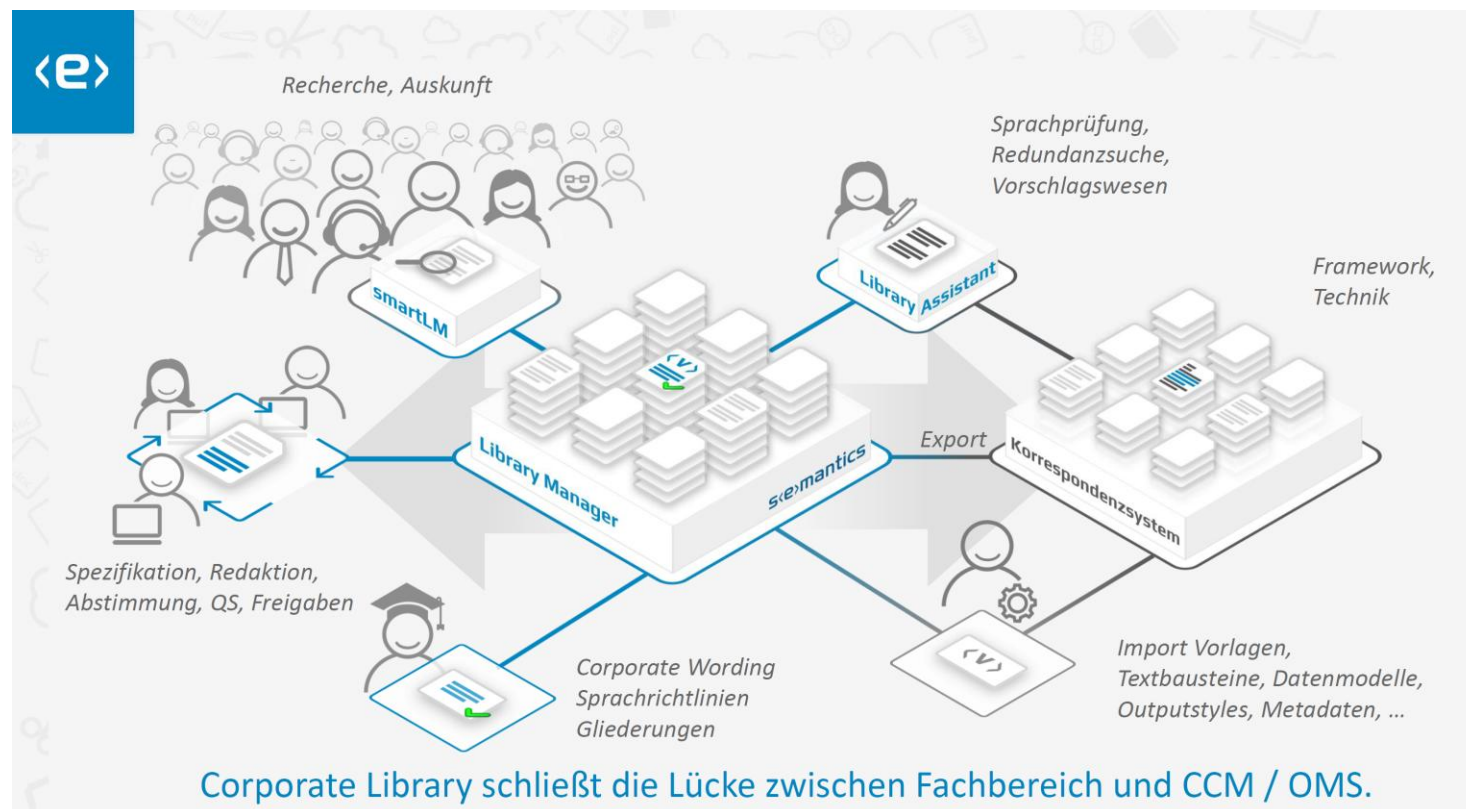 <e>
Recherche, Auskunft
Sprachprüfung,
Redundanzsuche,
Vorschlagswesen
Framework,
Technik
smartLM
Library Assistant
Library Manager
s<e>mantics
<v>
Export
Korrespondenzsystem
Spezifikation, Redaktion,
Abstimmung, QS, Freigaben
Corporate Wording
Sprachrichtlinien
Gliederungen
<v>
Import Vorlagen,
Textbausteine, Datenmodelle,
Outputstyles, Metadaten, ...
Corporate Library schließt die Lücke zwischen Fachbereich und CCM / OMS.